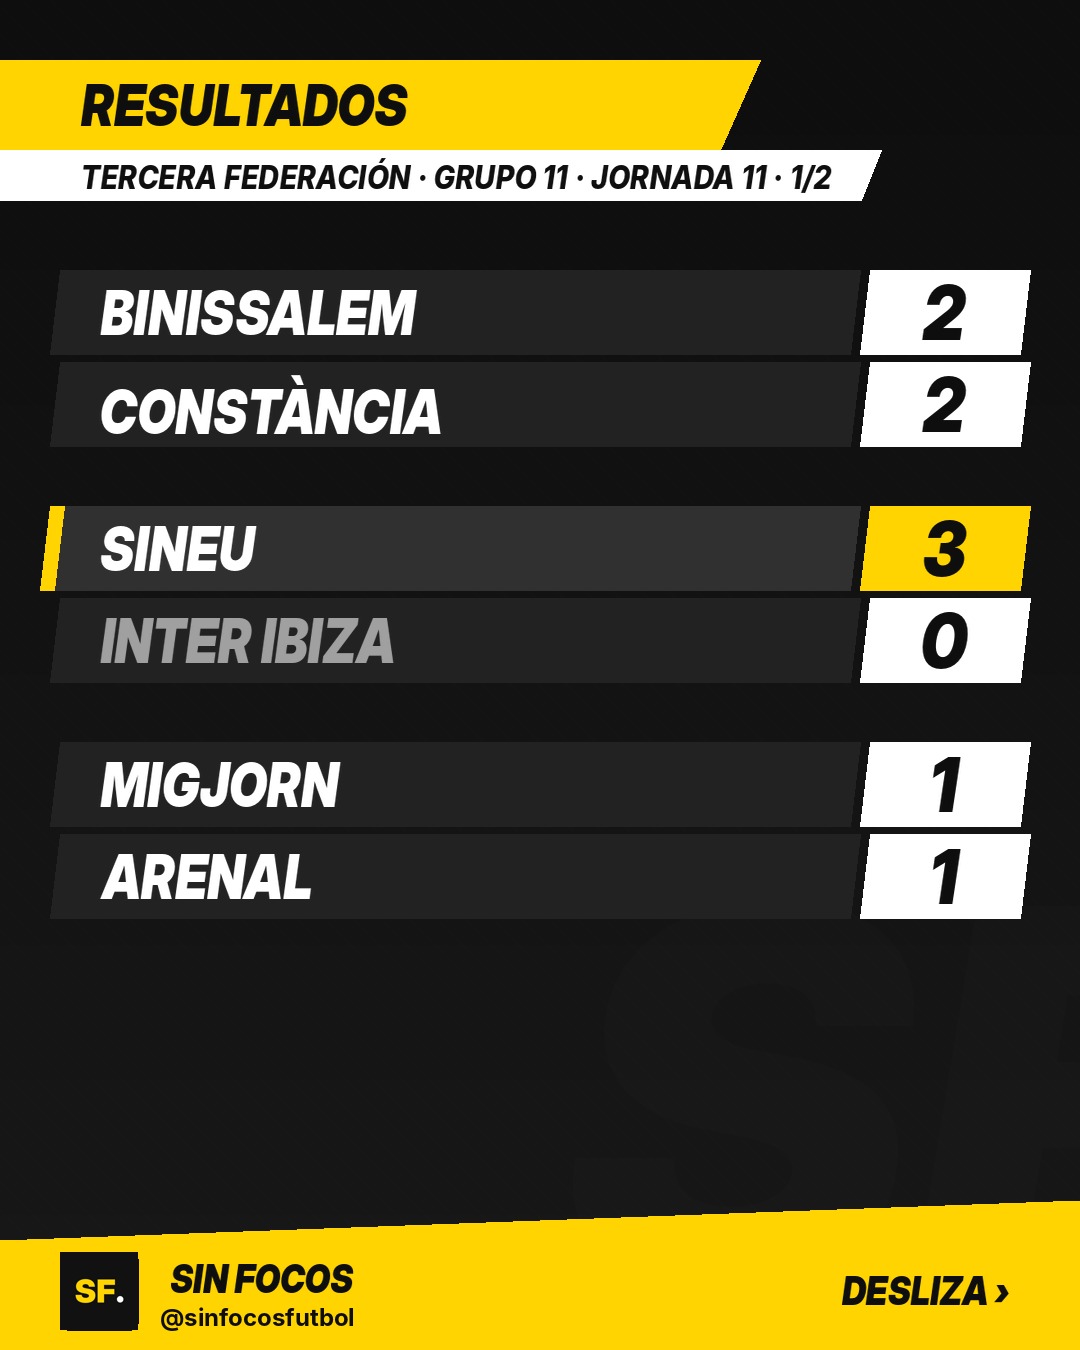 RESULTADOS
TERCERA FEDERACIÓN · GRUPO 11 · JORNADA 11 · 1/2
BINISSALEM 2
CONSTÀNCIA 2
SINEU 3
INTER IBIZA 0
MIGJORN 1
ARENAL 1
SF
SF.
SIN FOCOS
@sinfocosfutbol
DESLIZA ›